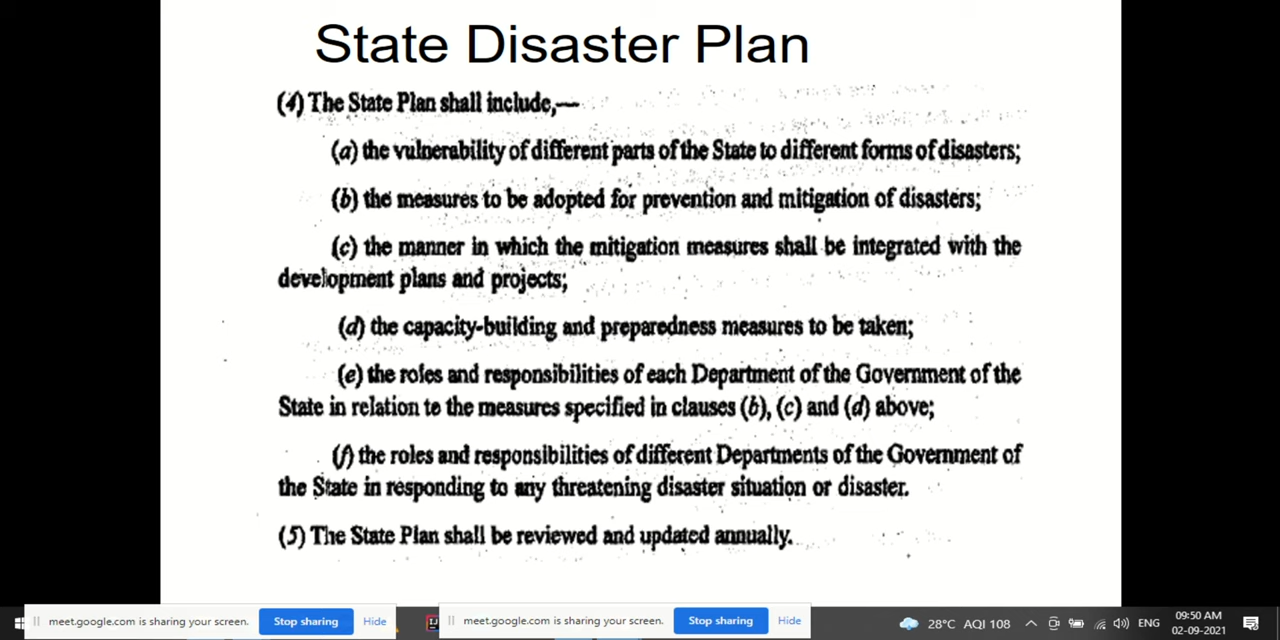 State Disaster Plan
(4) The State Plan shall include,—
(a) the vulnerability of different parts of the State to different forms of disasters;
(b) the measures to be adopted for prevention and mitigation of disasters;
(c) the manner in which the mitigation measures shall be integrated with the
development plans and projects;
(d) the capacity-building and preparedness measures to be taken;
(e) the roles and responsibilities of each Department of the Government of the
State in relation to the measures specified in clauses (b), (c) and (d) above;
(f) the roles and responsibilities of different Departments of the Government of
the State in responding to any threatening disaster situation or disaster.
(5) The State Plan shall be reviewed and updated annually.
meet.google.com is sharing your screen. Stop sharing Hide
meet.google.com is sharing your screen. Stop sharing Hide
28°C AQI 108 ENG 09:50 AM
02-09-2021